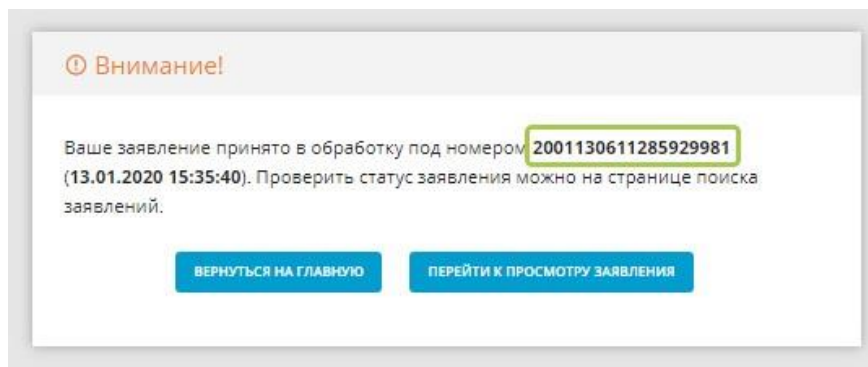 Внимание!
Ваше заявление принято в обработку под номером 2001130611285929981
(13.01.2020 15:35:40). Проверить статус заявления можно на странице поиска
заявлений.
ВЕРНУТЬСЯ НА ГЛАВНУЮ ПЕРЕЙТИ К ПРОСМОТРУ ЗАЯВЛЕНИЯ